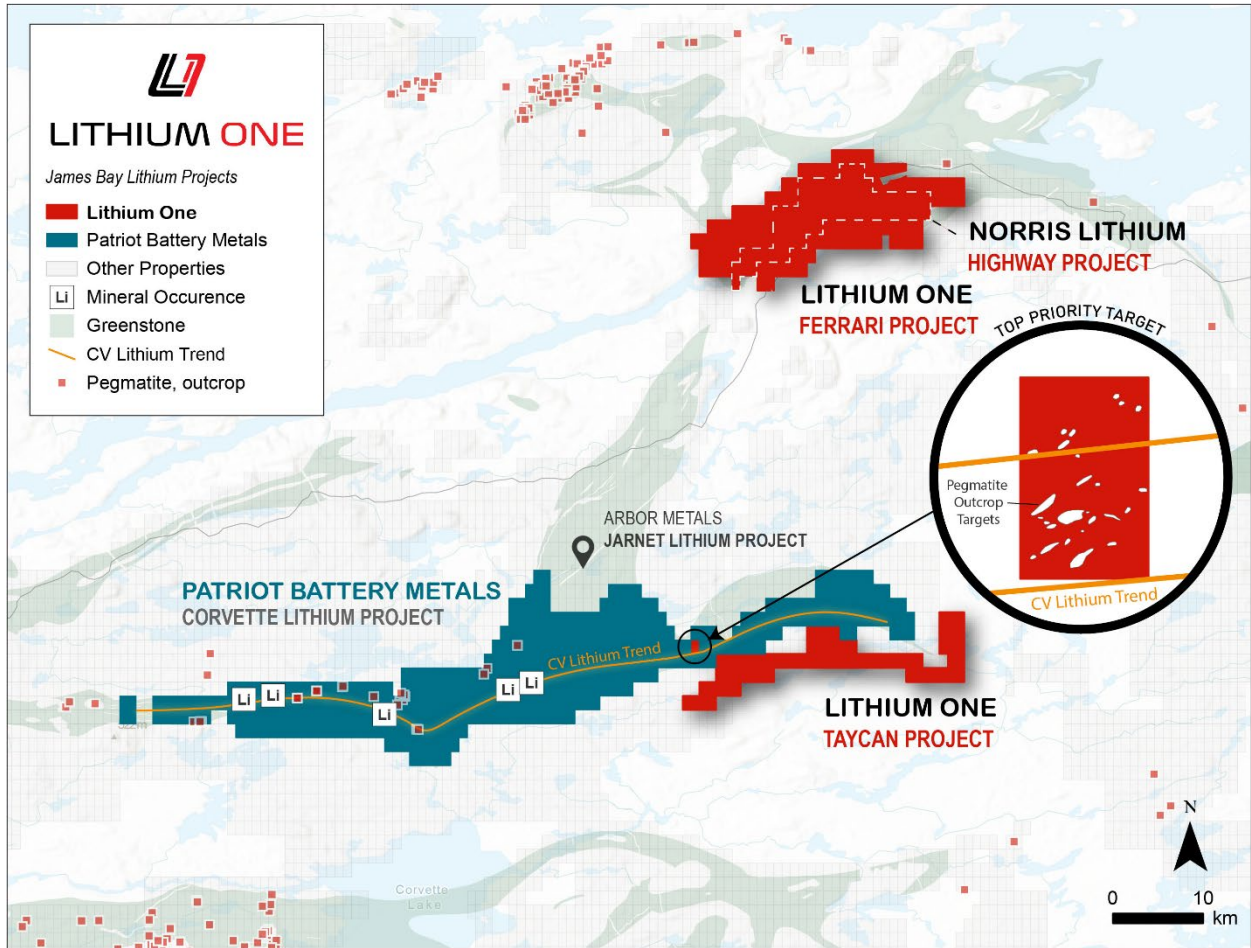 LITHIUM ONE
James Bay Lithium Projects
Lithium One
Patriot Battery Metals
Other Properties
Li Mineral Occurence
Greenstone
CV Lithium Trend
Pegmatite, outcrop
NORRIS LITHIUM
HIGHWAY PROJECT
LITHIUM ONE
FERRARI PROJECT
TOP PRIORITY TARGET
Pegmatite
Outcrop
Targets
CV Lithium Trend
ARBOR METALS
JARNET LITHIUM PROJECT
PATRIOT BATTERY METALS
CORVETTE LITHIUM PROJECT
CV Lithium Trend
Li
Li
Li
Li
Li
LITHIUM ONE
TAYCAN PROJECT
Corvette
Lake
N
0 10
km